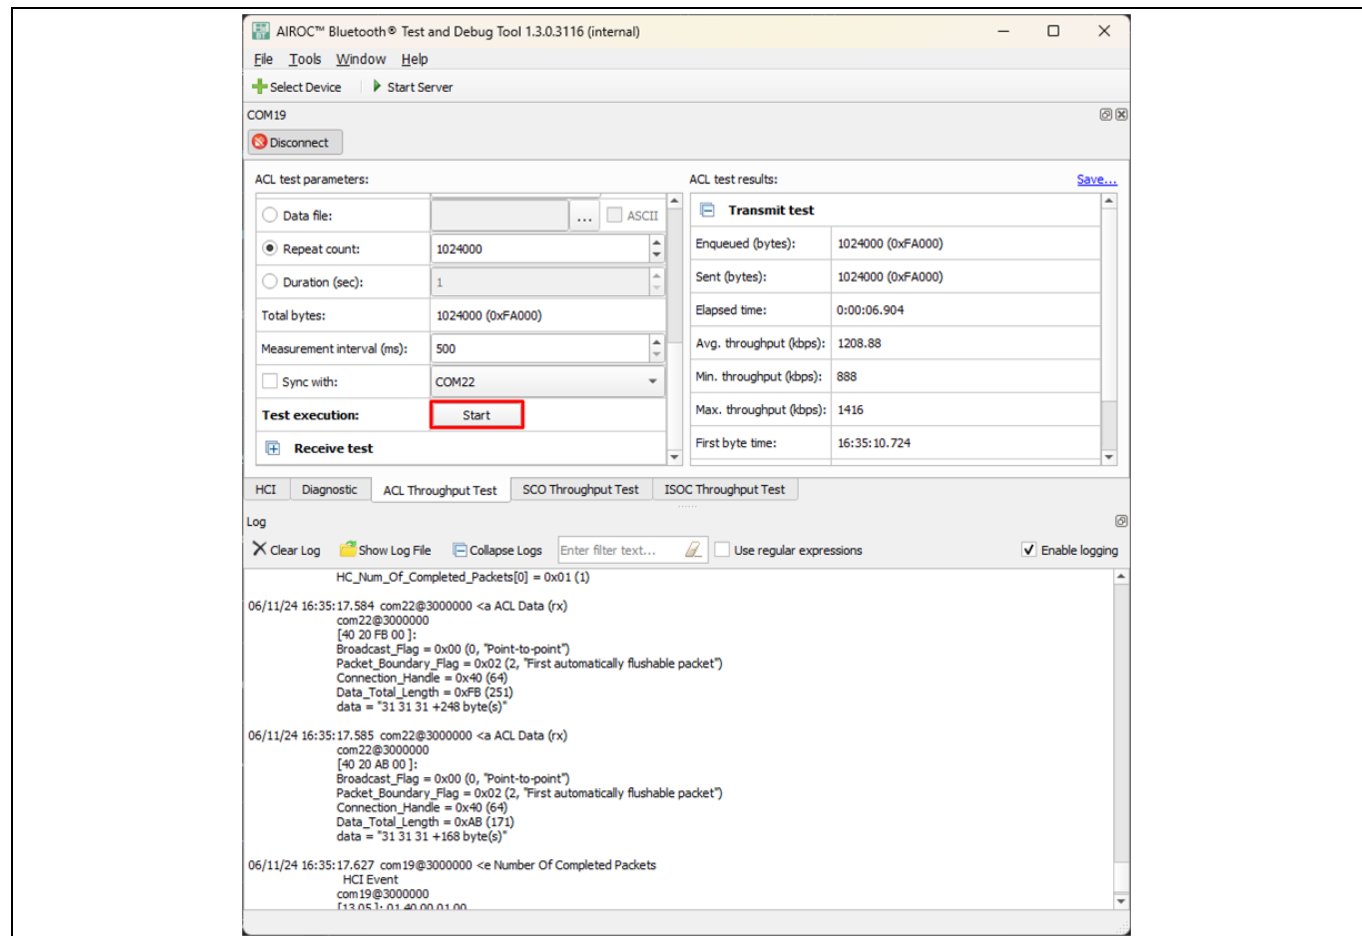 AIROC™ Bluetooth® Test and Debug Tool 1.3.0.3116 (internal)
File Tools Window Help
Select Device Start Server
COM19
Disconnect
ACL test parameters:
Data file: ... ASCII
Repeat count: 1024000
Duration (sec): 1
Total bytes: 1024000 (0xFA000)
Measurement interval (ms): 500
Sync with: COM22
Test execution: Start
Receive test
ACL test results: Save...
Transmit test
Enqueued (bytes): 1024000 (0xFA000)
Sent (bytes): 1024000 (0xFA000)
Elapsed time: 0:00:06.904
Avg. throughput (kbps): 1208.88
Min. throughput (kbps): 888
Max. throughput (kbps): 1416
First byte time: 16:35:10.724
HCI Diagnostic ACL Throughput Test SCO Throughput Test ISOC Throughput Test
Log
Clear Log Show Log File Collapse Logs Enter filter text... Use regular expressions Enable logging
HC_Num_Of_Completed_Packets[0] = 0x01 (1)
06/11/24 16:35:17.584 com22@3000000 <a ACL Data (rx)
com22@3000000
[40 20 FB 00 ]:
Broadcast_Flag = 0x00 (0, "Point-to-point")
Packet_Boundary_Flag = 0x02 (2, "First automatically flushable packet")
Connection_Handle = 0x40 (64)
Data_Total_Length = 0xFB (251)
data = "31 31 31 +248 byte(s)"
06/11/24 16:35:17.585 com22@3000000 <a ACL Data (rx)
com22@3000000
[40 20 AB 00 ]:
Broadcast_Flag = 0x00 (0, "Point-to-point")
Packet_Boundary_Flag = 0x02 (2, "First automatically flushable packet")
Connection_Handle = 0x40 (64)
Data_Total_Length = 0xAB (171)
data = "31 31 31 +168 byte(s)"
06/11/24 16:35:17.627 com19@3000000 <e Number Of Completed Packets
HCI Event
com19@3000000
[13 05 ]: 01 40 00 01 00